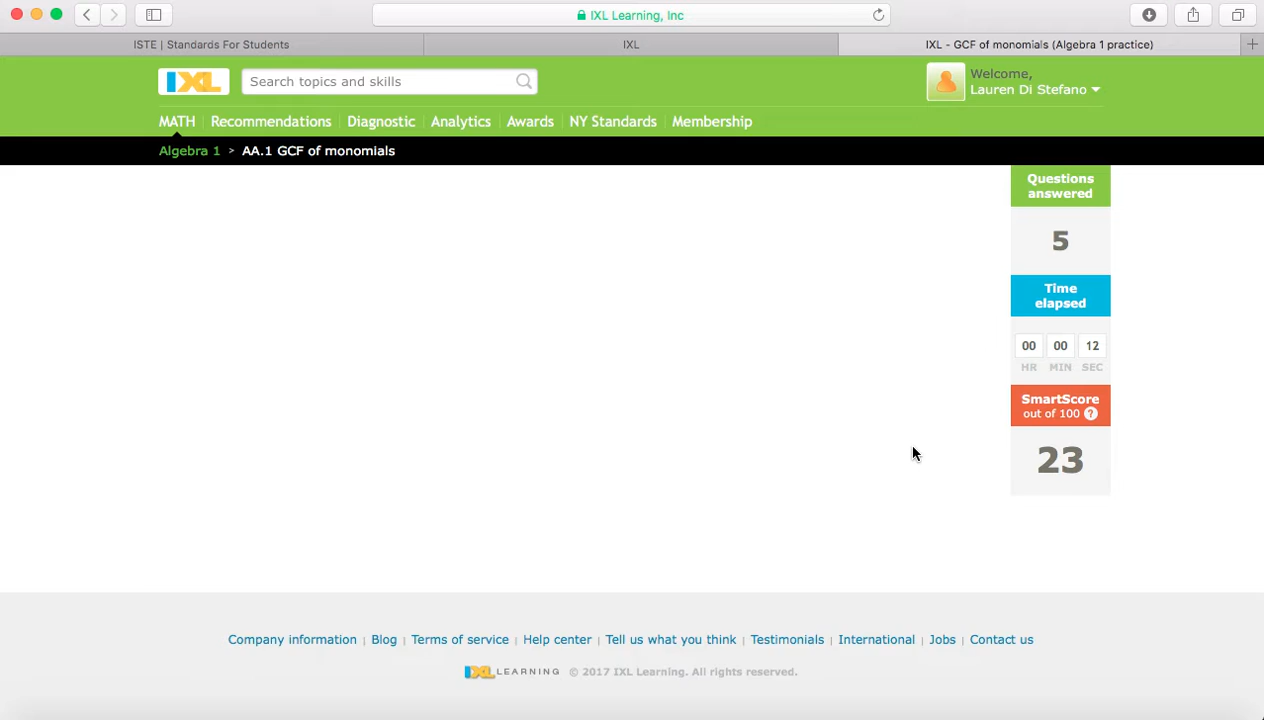 IXL Learning, Inc
ISTE | Standards For Students
IXL
IXL - GCF of monomials (Algebra 1 practice)
IXL
Search topics and skills
Welcome,
Lauren Di Stefano
MATH
Recommendations
Diagnostic
Analytics
Awards
NY Standards
Membership
Algebra 1 > AA.1 GCF of monomials
Questions
answered
5
Time
elapsed
00 00 12
HR MIN SEC
SmartScore
out of 100 ?
23
Company information | Blog | Terms of service | Help center | Tell us what you think | Testimonials | International | Jobs | Contact us
IXL LEARNING © 2017 IXL Learning. All rights reserved.